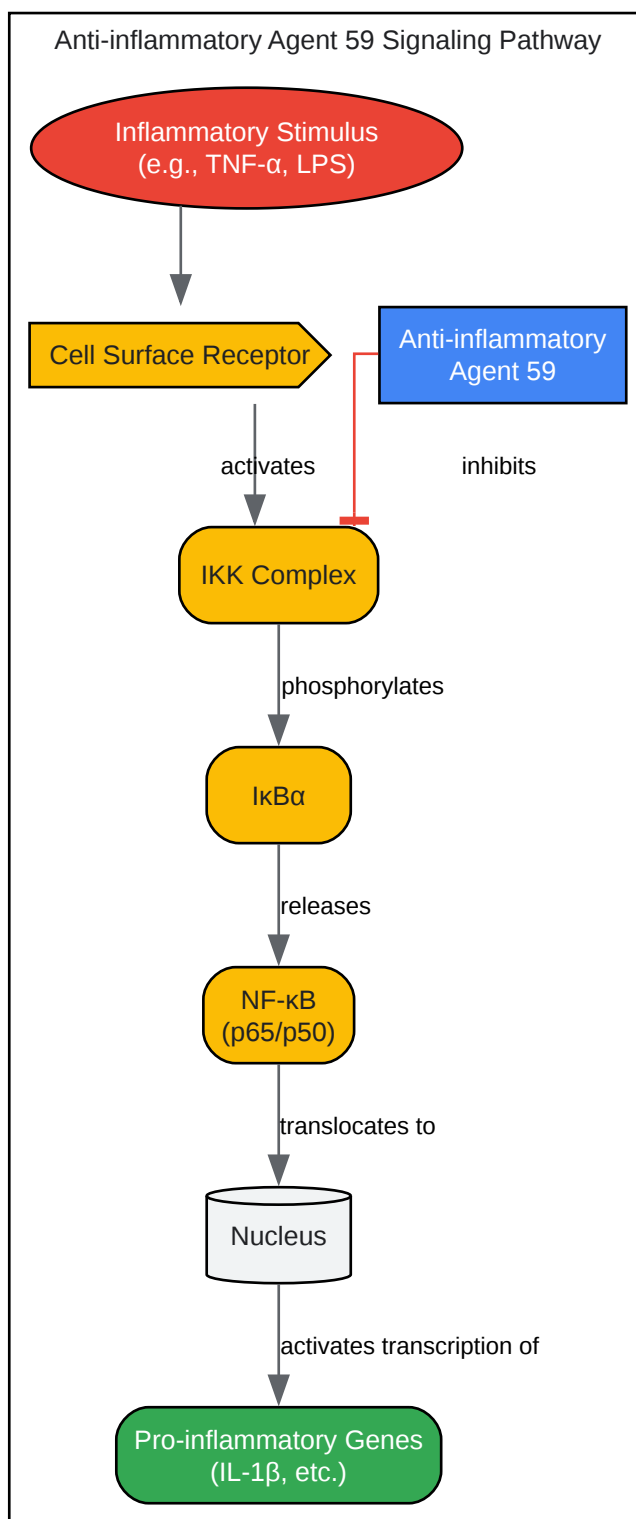 Anti-inflammatory Agent 59 Signaling Pathway
Inflammatory Stimulus
(e.g., TNF-α, LPS)
Cell Surface Receptor
Anti-inflammatory
Agent 59
activates
inhibits
IKK Complex
phosphorylates
IκBα
releases
NF-κB
(p65/p50)
translocates to
Nucleus
activates transcription of
Pro-inflammatory Genes
(IL-1β, etc.)